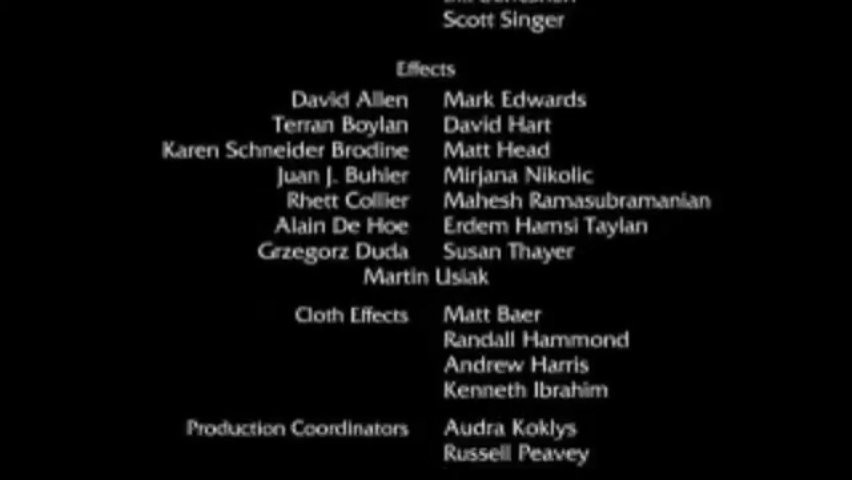 Scott Singer
Effects
David Allen Mark Edwards
Terran Boylan David Hart
Karen Schneider Brodine Matt Head
Juan J. Buhler Mirjana Nikolic
Rhett Collier Mahesh Ramasubramanian
Alain De Hoe Erdem Hamsi Taylan
Grzegorz Duda Susan Thayer
Martin Usiak
Cloth Effects Matt Baer
Randall Hammond
Andrew Harris
Kenneth Ibrahim
Production Coordinators Audra Koklys
Russell Peavey